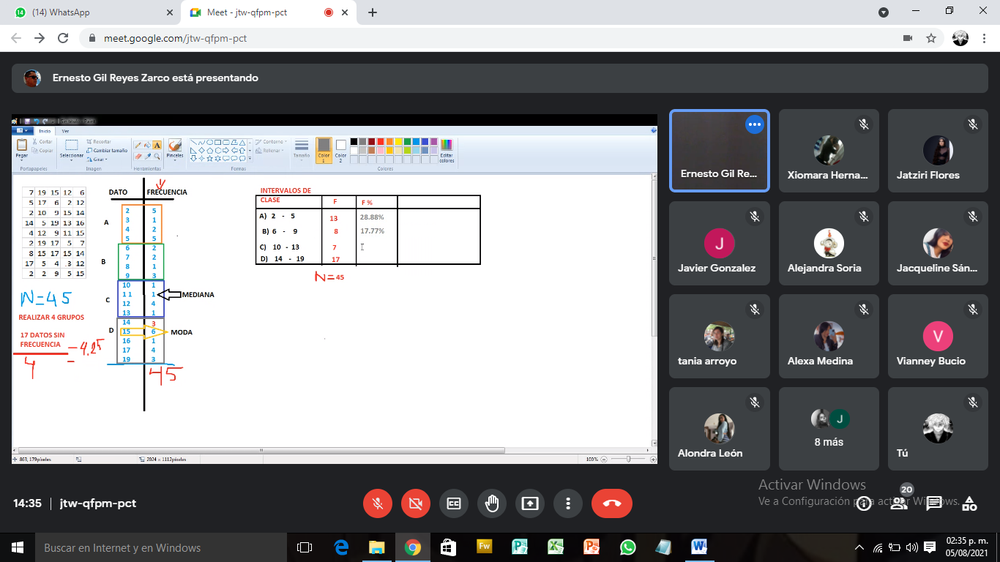 (14) WhatsApp
Meet - jtw-qfpm-pct
meet.google.com/jtw-qfpm-pct
Ernesto Gil Reyes Zarco está presentando
Inicio Ver
Pegar
Cortar
Copiar
Portapapeles
Seleccionar
Recortar
Cambiar tamaño
Girar
Imagen
Herramientas
Pinceles
Contorno
Rellenar
Formas
Tamaño
Color 1
Color 2
Editar colores
Colores
7 19 15 12 6
5 17 6 2 12
2 10 9 15 14
14 5 19 13 16
4 12 9 11 15
2 19 17 5 7
8 15 17 15 14
17 5 4 3 12
2 2 9 5 15
N=45
REALIZAR 4 GRUPOS
17 DATOS SIN
FRECUENCIA
4
= 4.25
DATO FRECUENCIA
A
2 5
3 1
4 2
5 5
B
6 2
7 2
8 1
9 3
C
10 1
11 1 MEDIANA
12 4
13 1
D
14 3
15 6 MODA
16 1
17 4
19 3
45
INTERVALOS DE
CLASE F F %
A) 2 - 5 13 28.88%
B) 6 - 9 8 17.77%
C) 10 - 13 7
D) 14 - 19 17
N = 45
863, 179píxeles
2024 × 1112píxeles
100%
Ernesto Gil Re...
Xiomara Herna...
Jatziri Flores
Javier Gonzalez
Alejandra Soria
Jacqueline Sán...
tania arroyo
Alexa Medina
Vianney Bucio
Alondra León
8 más
Tú
J
V
J
14:35 | jtw-qfpm-pct
20
Activar Windows
Ve a Configuración para activar Windows.
Buscar en Internet y en Windows
02:35 p. m.
05/08/2021